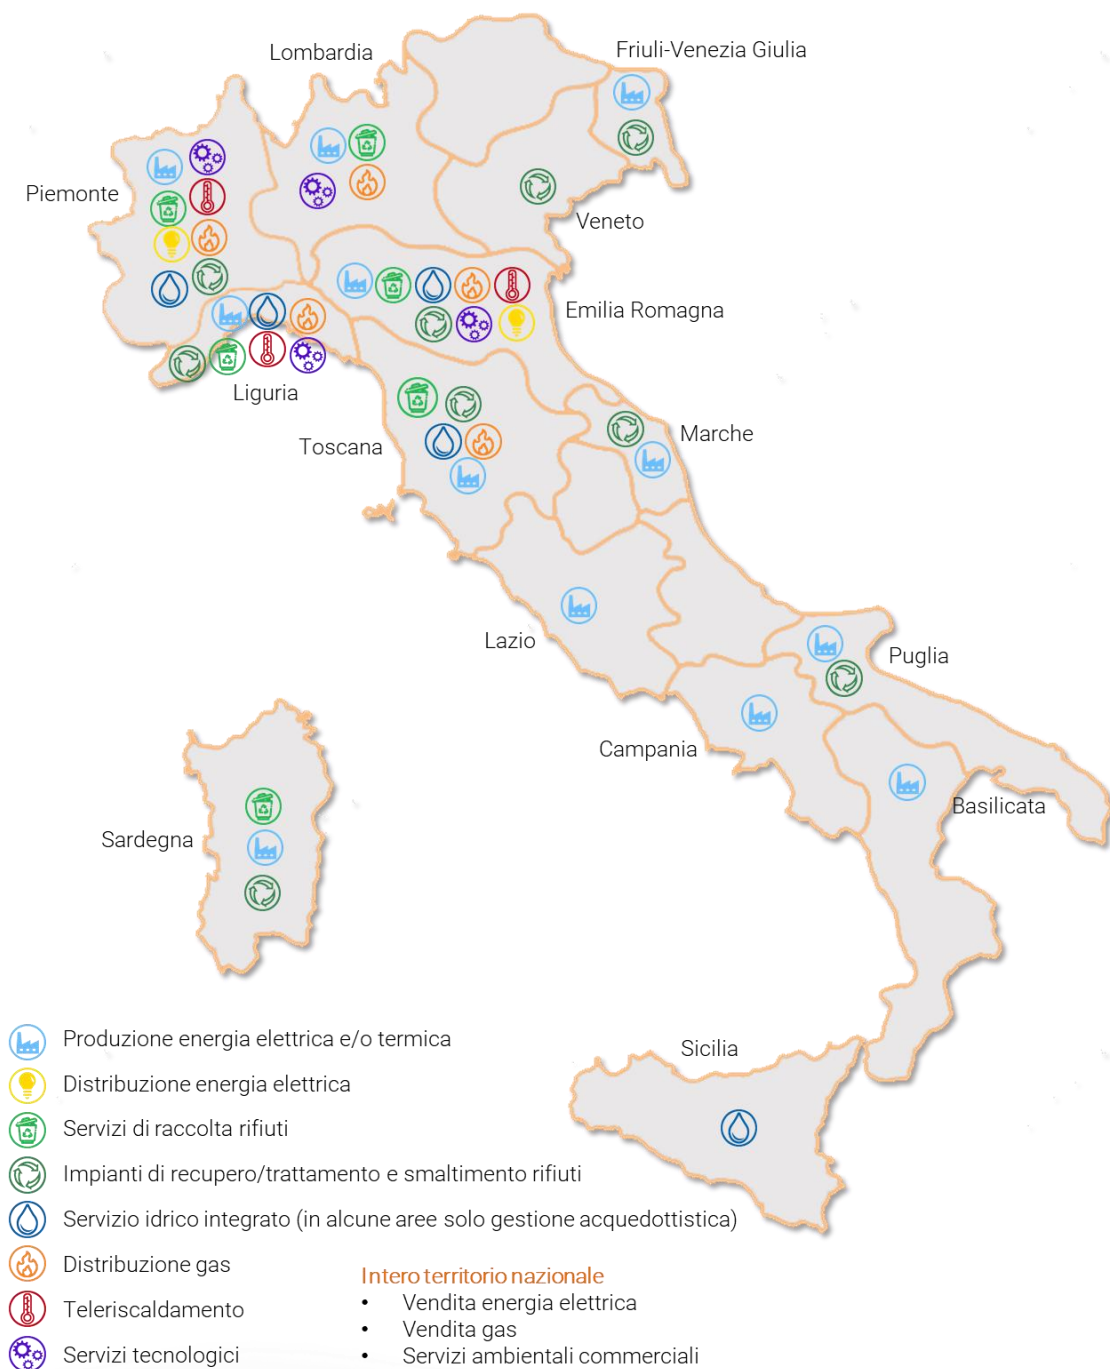 Lombardia
Friuli-Venezia Giulia
Piemonte
Veneto
Emilia Romagna
Liguria
Toscana
Marche
Lazio
Puglia
Campania
Basilicata
Sardegna
Sicilia
Produzione energia elettrica e/o termica
Distribuzione energia elettrica
Servizi di raccolta rifiuti
Impianti di recupero/trattamento e smaltimento rifiuti
Servizio idrico integrato (in alcune aree solo gestione acquedottistica)
Distribuzione gas
Teleriscaldamento
Servizi tecnologici
Intero territorio nazionale
• Vendita energia elettrica
• Vendita gas
• Servizi ambientali commerciali